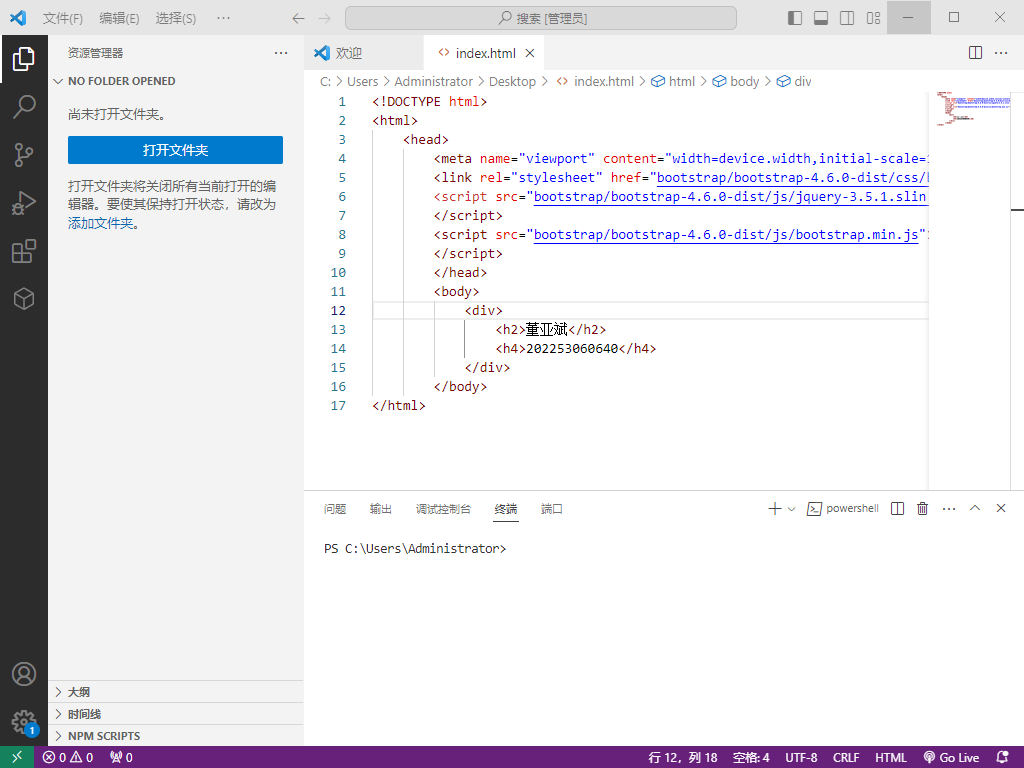 文件(F) 编辑(E) 选择(S) ··· 搜索 [管理员]
资源管理器 ···
NO FOLDER OPENED
尚未打开文件夹。
打开文件夹
打开文件夹将关闭所有当前打开的编
辑器。要使其保持打开状态，请改为
添加文件夹。
大纲
时间线
NPM SCRIPTS
1
欢迎 index.html
C: > Users > Administrator > Desktop > index.html > html > body > div
1 <!DOCTYPE html>
2 <html>
3 <head>
4 <meta name="viewport" content="width=device.width,initial-scale=1
5 <link rel="stylesheet" href="bootstrap/bootstrap-4.6.0-dist/css/b
6 <script src="bootstrap/bootstrap-4.6.0-dist/js/jquery-3.5.1.slin
7 </script>
8 <script src="bootstrap/bootstrap-4.6.0-dist/js/bootstrap.min.js">
9 </script>
10 </head>
11 <body>
12 <div>
13 <h2>董亚斌</h2>
14 <h4>202253060640</h4>
15 </div>
16 </body>
17 </html>
问题 输出 调试控制台 终端 端口 powershell ···
PS C:\Users\Administrator>
0 0 0 行 12，列 18 空格: 4 UTF-8 CRLF HTML Go Live